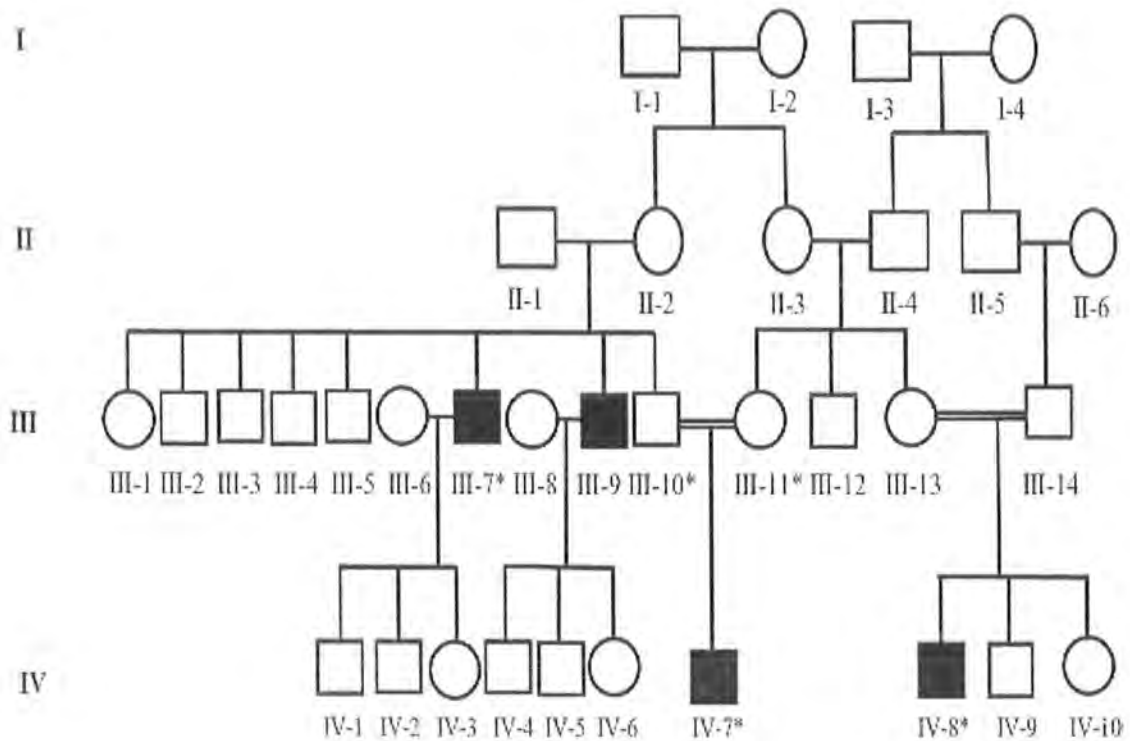 I
I-1 I-2 I-3 I-4
II
II-1 II-2 II-3 II-4 II-5 II-6
III
III-1 III-2 III-3 III-4 III-5 III-6 III-7* III-8 III-9 III-10* III-11* III-12 III-13 III-14
IV
IV-1 IV-2 IV-3 IV-4 IV-5 IV-6 IV-7* IV-8* IV-9 IV-10